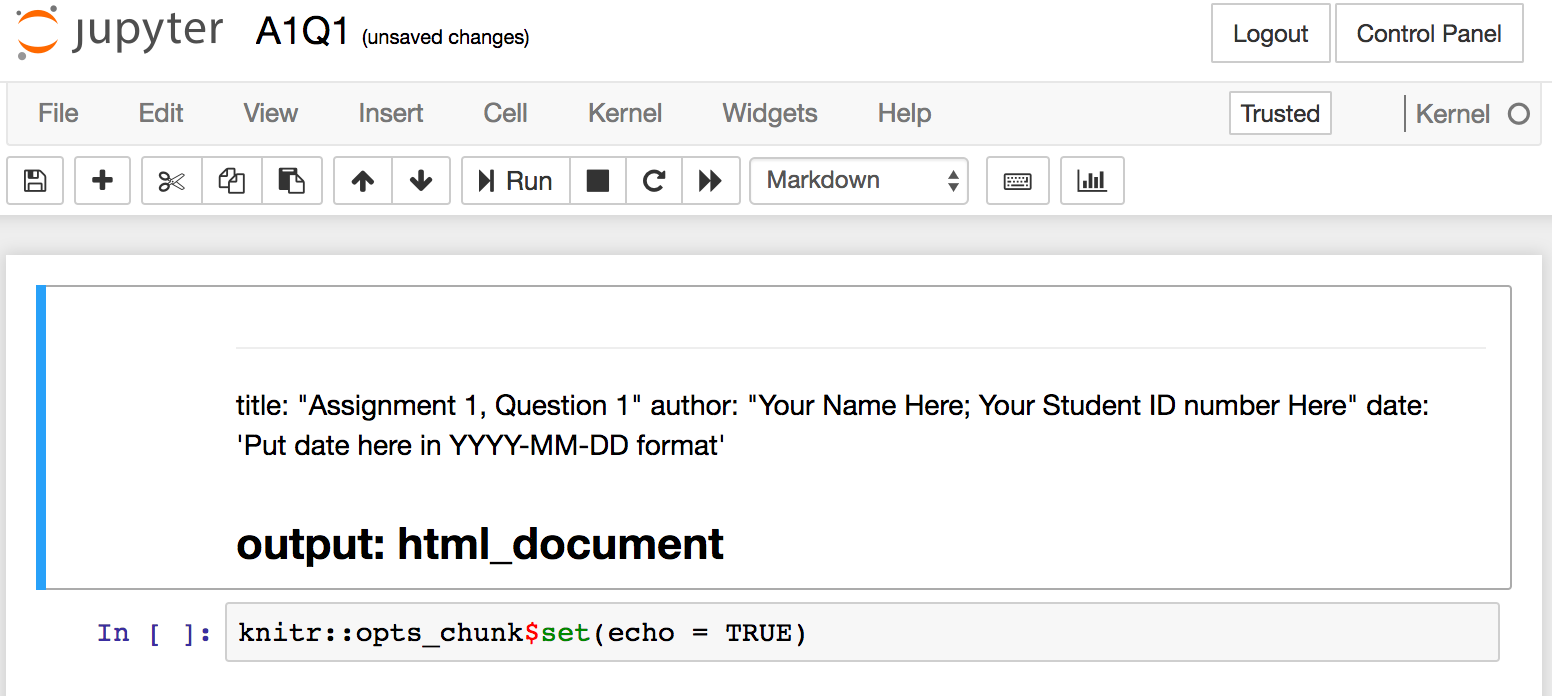 jupyter A1Q1 (unsaved changes) Logout Control Panel
File Edit View Insert Cell Kernel Widgets Help Trusted Kernel
Run Markdown
title: "Assignment 1, Question 1" author: "Your Name Here; Your Student ID number Here" date:
'Put date here in YYYY-MM-DD format'
output: html_document
In [ ]: knitr::opts_chunk$set(echo = TRUE)